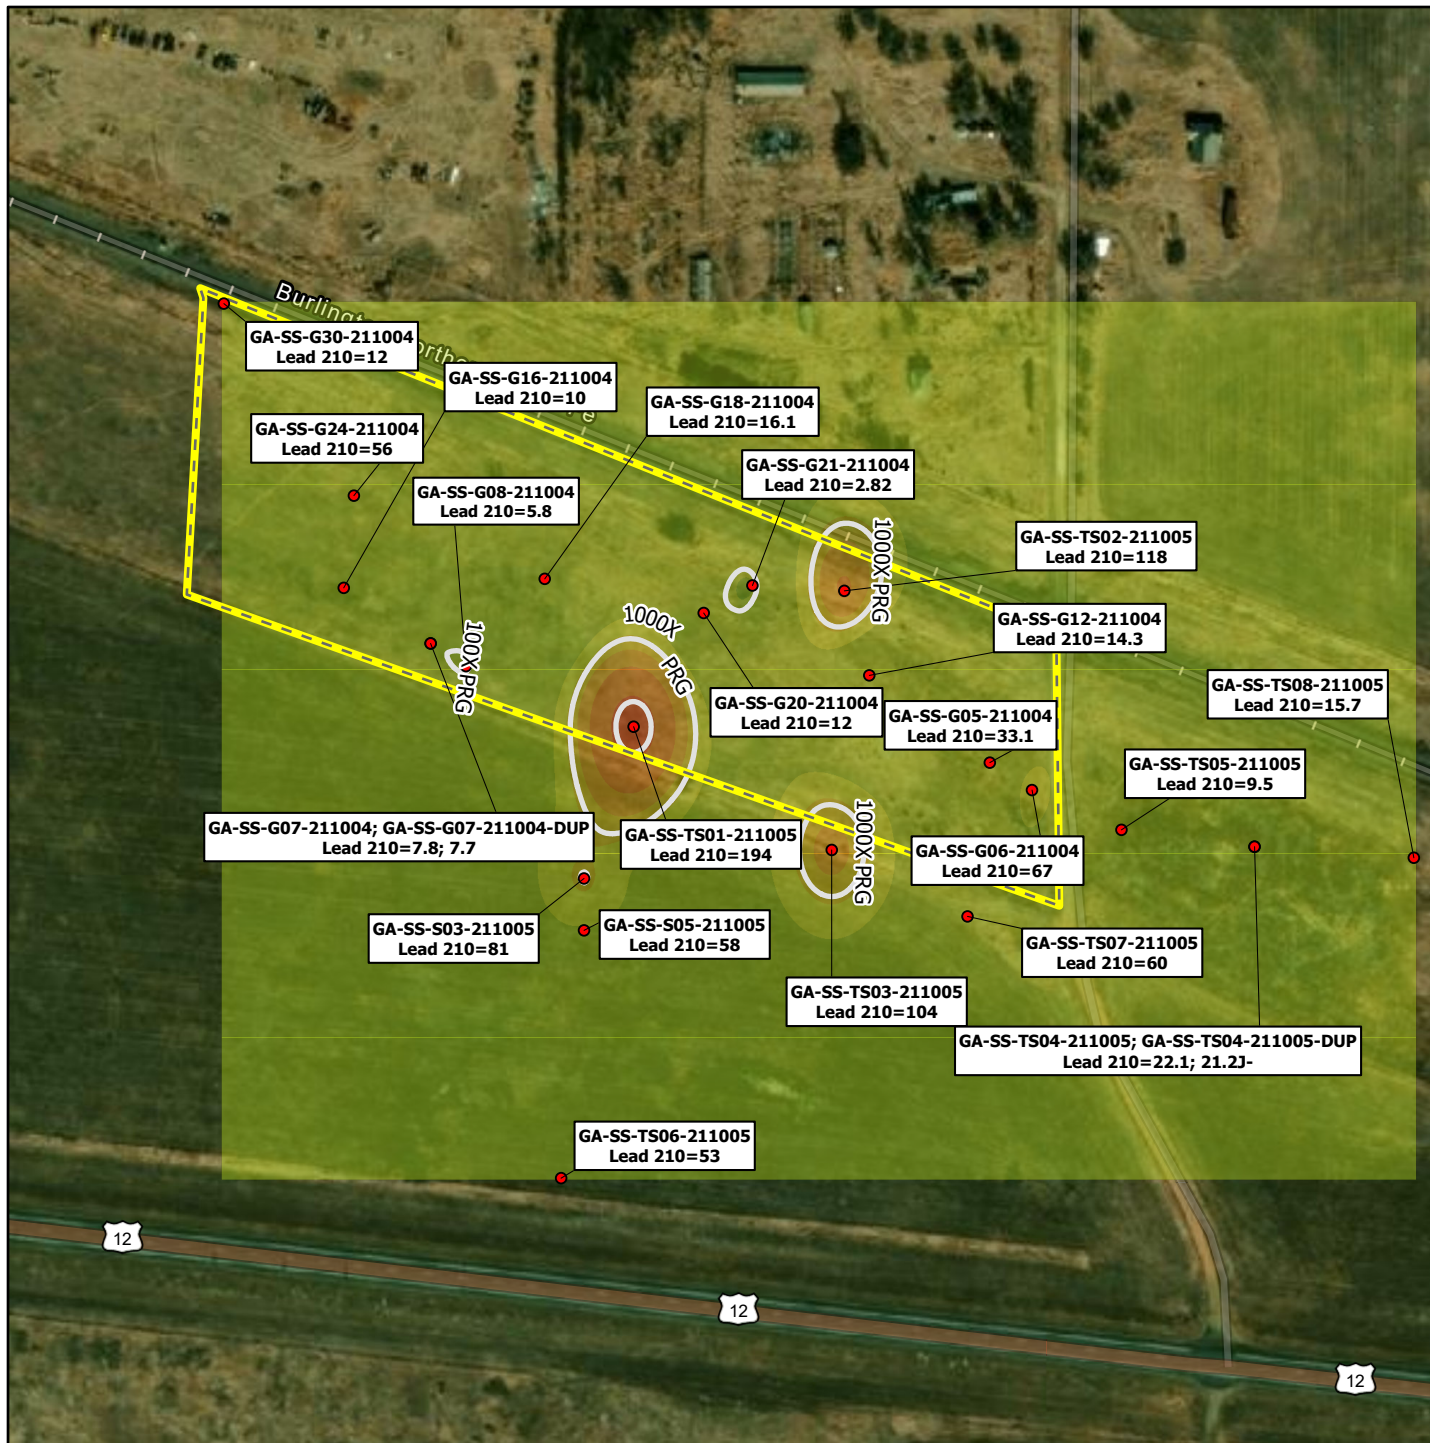 Burlingt
GA-SS-G30-211004
Lead 210=12
GA-SS-G16-211004
Lead 210=10
GA-SS-G18-211004
Lead 210=16.1
GA-SS-G24-211004
Lead 210=56
GA-SS-G21-211004
Lead 210=2.82
GA-SS-G08-211004
Lead 210=5.8
1000X PRG
GA-SS-TS02-211005
Lead 210=118
GA-SS-G12-211004
Lead 210=14.3
1000X
PRG
100X PRG
GA-SS-G20-211004
Lead 210=12
GA-SS-G05-211004
Lead 210=33.1
GA-SS-TS08-211005
Lead 210=15.7
GA-SS-TS05-211005
Lead 210=9.5
GA-SS-G07-211004; GA-SS-G07-211004-DUP
Lead 210=7.8; 7.7
GA-SS-TS01-211005
Lead 210=194
1000X PRG
GA-SS-G06-211004
Lead 210=67
GA-SS-S03-211005
Lead 210=81
GA-SS-S05-211005
Lead 210=58
GA-SS-TS07-211005
Lead 210=60
GA-SS-TS03-211005
Lead 210=104
GA-SS-TS04-211005; GA-SS-TS04-211005-DUP
Lead 210=22.1; 21.2J-
GA-SS-TS06-211005
Lead 210=53
12
12
12